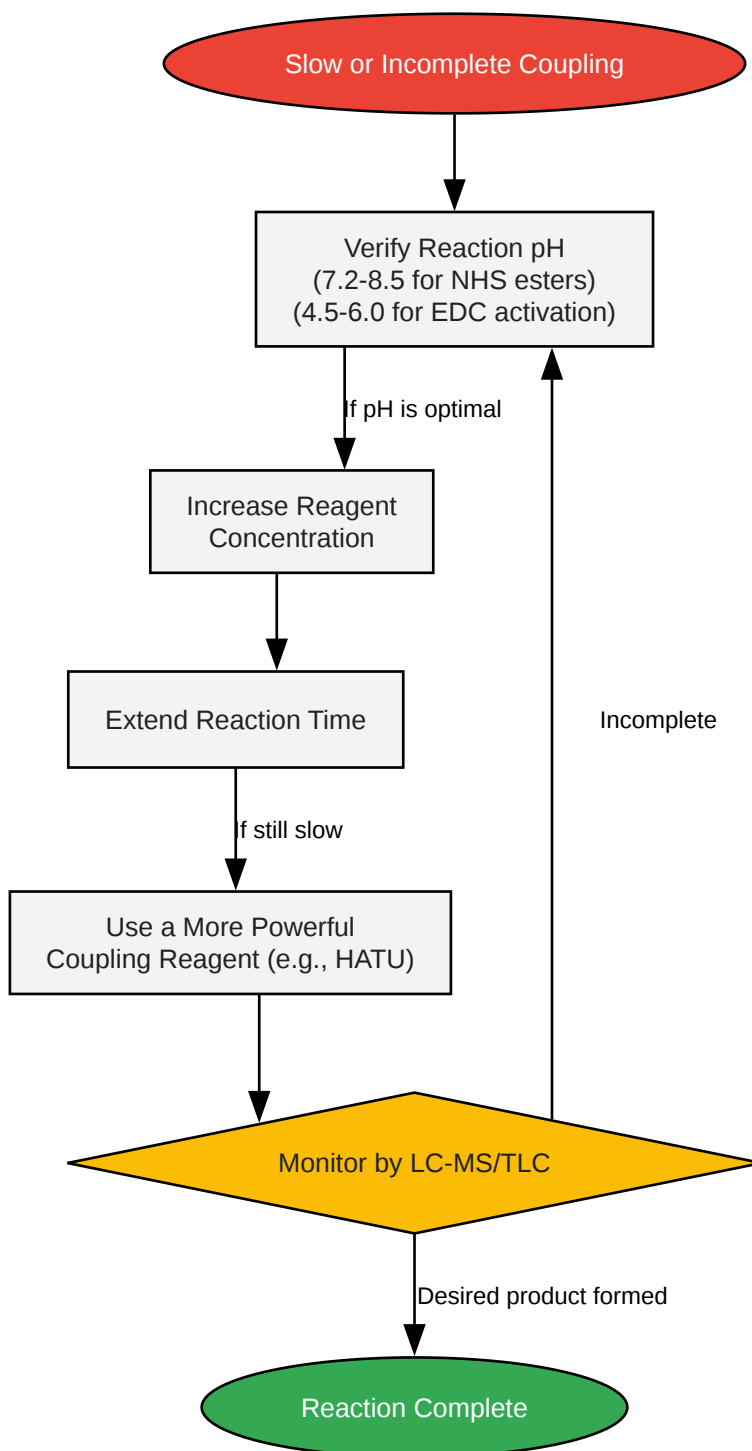 Slow or Incomplete Coupling
Verify Reaction pH
(7.2-8.5 for NHS esters)
(4.5-6.0 for EDC activation)
If pH is optimal
Increase Reagent
Concentration
Extend Reaction Time
Incomplete
If still slow
Use a More Powerful
Coupling Reagent (e.g., HATU)
Monitor by LC-MS/TLC
Desired product formed
Reaction Complete